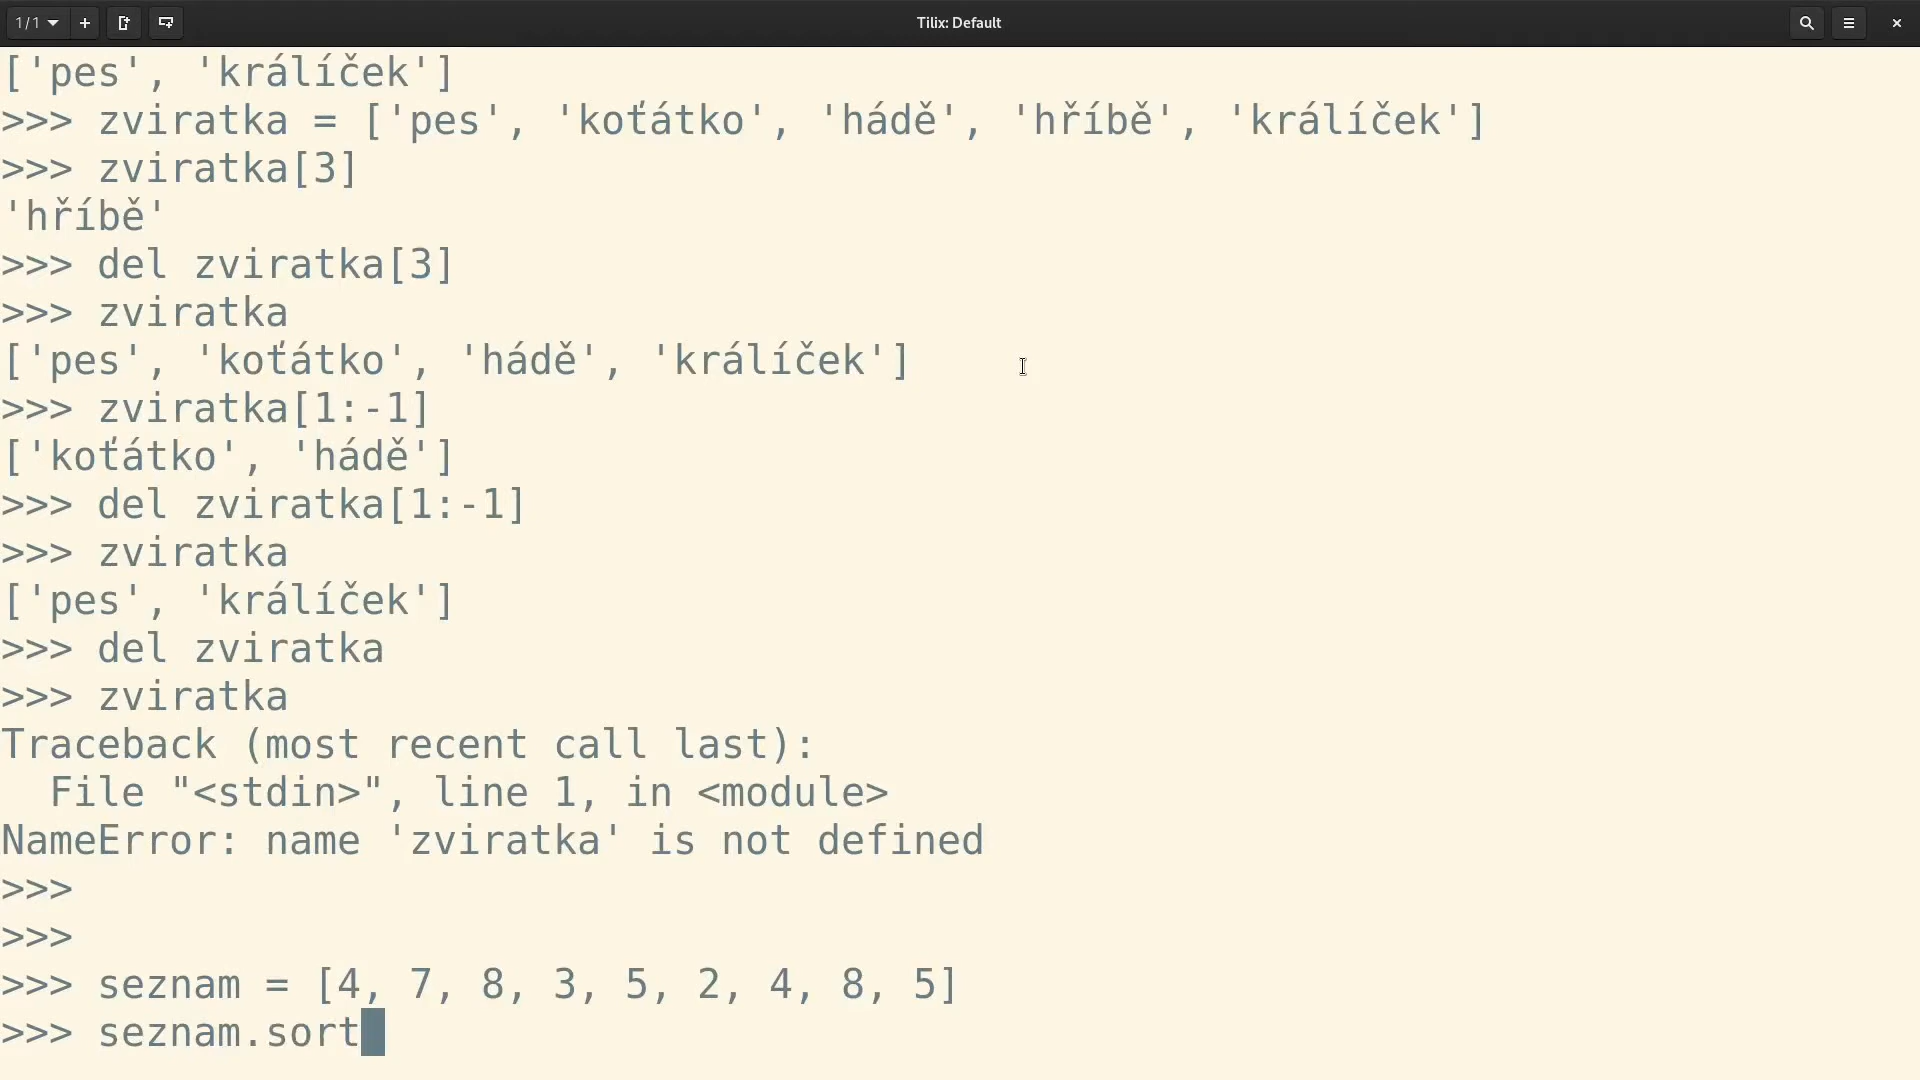 1/1
Tilix: Default
['pes', 'králíček']
>>> zviratka = ['pes', 'koťátko', 'hádě', 'hříbě', 'králíček']
>>> zviratka[3]
'hříbě'
>>> del zviratka[3]
>>> zviratka
['pes', 'koťátko', 'hádě', 'králíček']
>>> zviratka[1:-1]
['koťátko', 'hádě']
>>> del zviratka[1:-1]
>>> zviratka
['pes', 'králíček']
>>> del zviratka
>>> zviratka
Traceback (most recent call last):
  File "<stdin>", line 1, in <module>
NameError: name 'zviratka' is not defined
>>>
>>>
>>> seznam = [4, 7, 8, 3, 5, 2, 4, 8, 5]
>>> seznam.sort